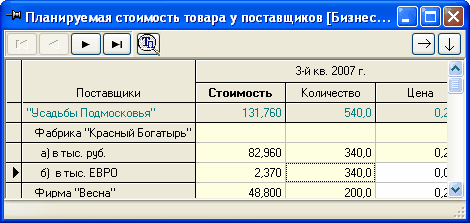 Планируемая стоимость товара у поставщиков [Бизнес...
3-й кв. 2007 г.
Поставщики Стоимость Количество Цена
"Усадьбы Подмосковья" 131,760 540,0 0,2
Фабрика "Красный Богатырь"
а) в тыс. руб. 82,960 340,0 0,2
б) в тыс. ЕВРО 2,370 340,0 0,0
Фирма "Весна" 48,800 200,0 0,2